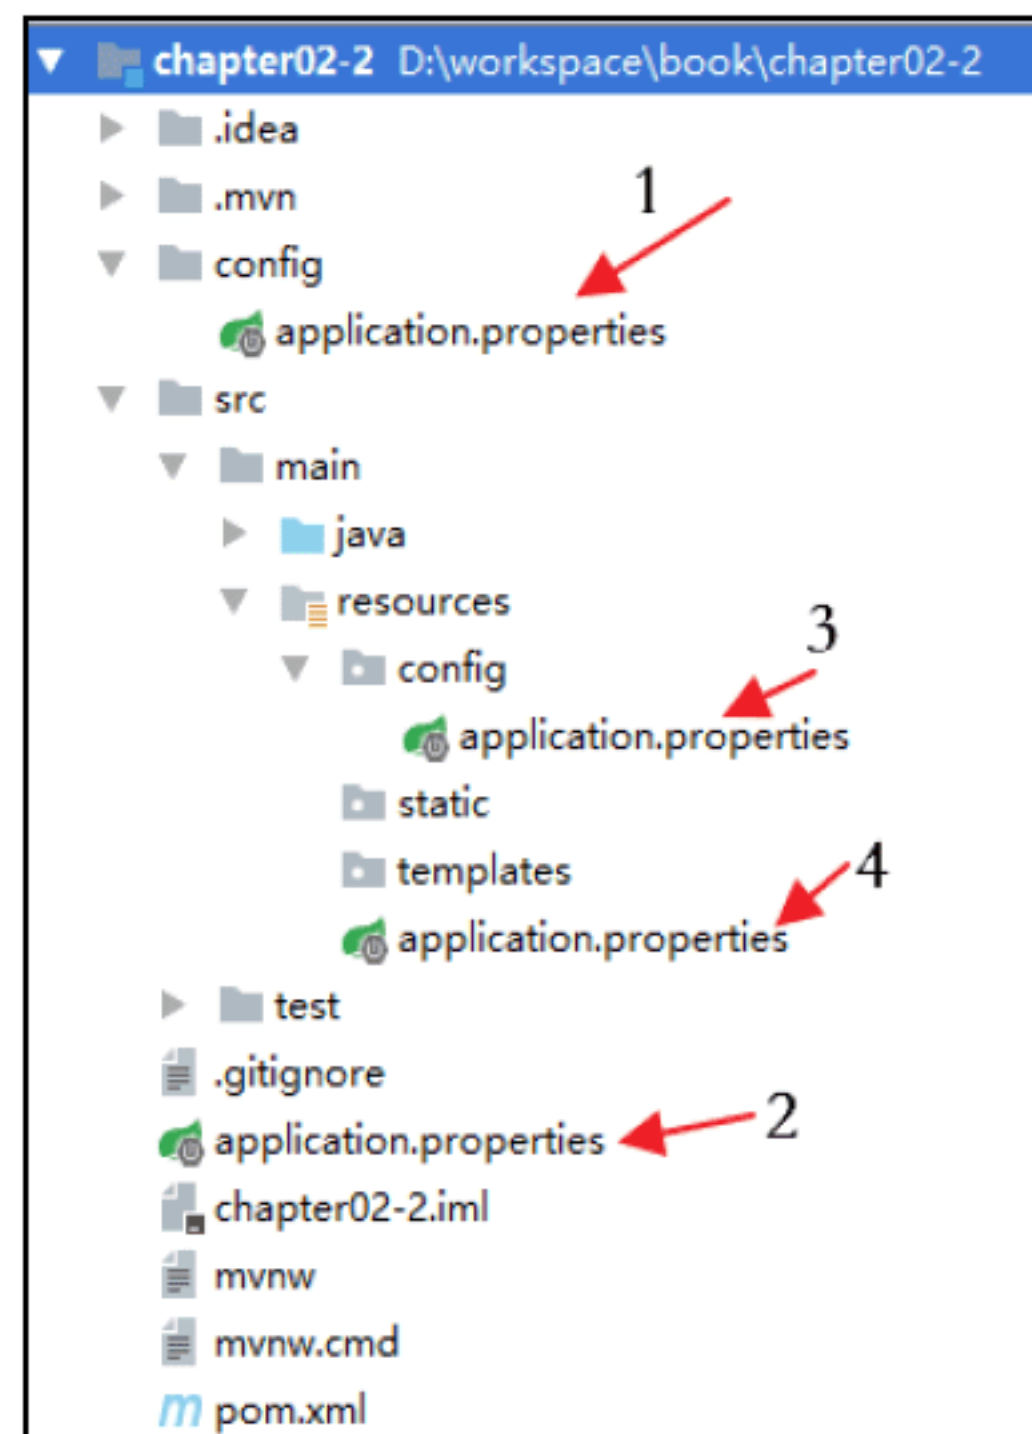 chapter02-2 D:\workspace\book\chapter02-2
.idea
.mvn
1
config
application.properties
src
main
java
resources
3
config
application.properties
static
4
templates
application.properties
test
.gitignore
2
application.properties
chapter02-2.iml
mvnw
mvnw.cmd
pom.xml